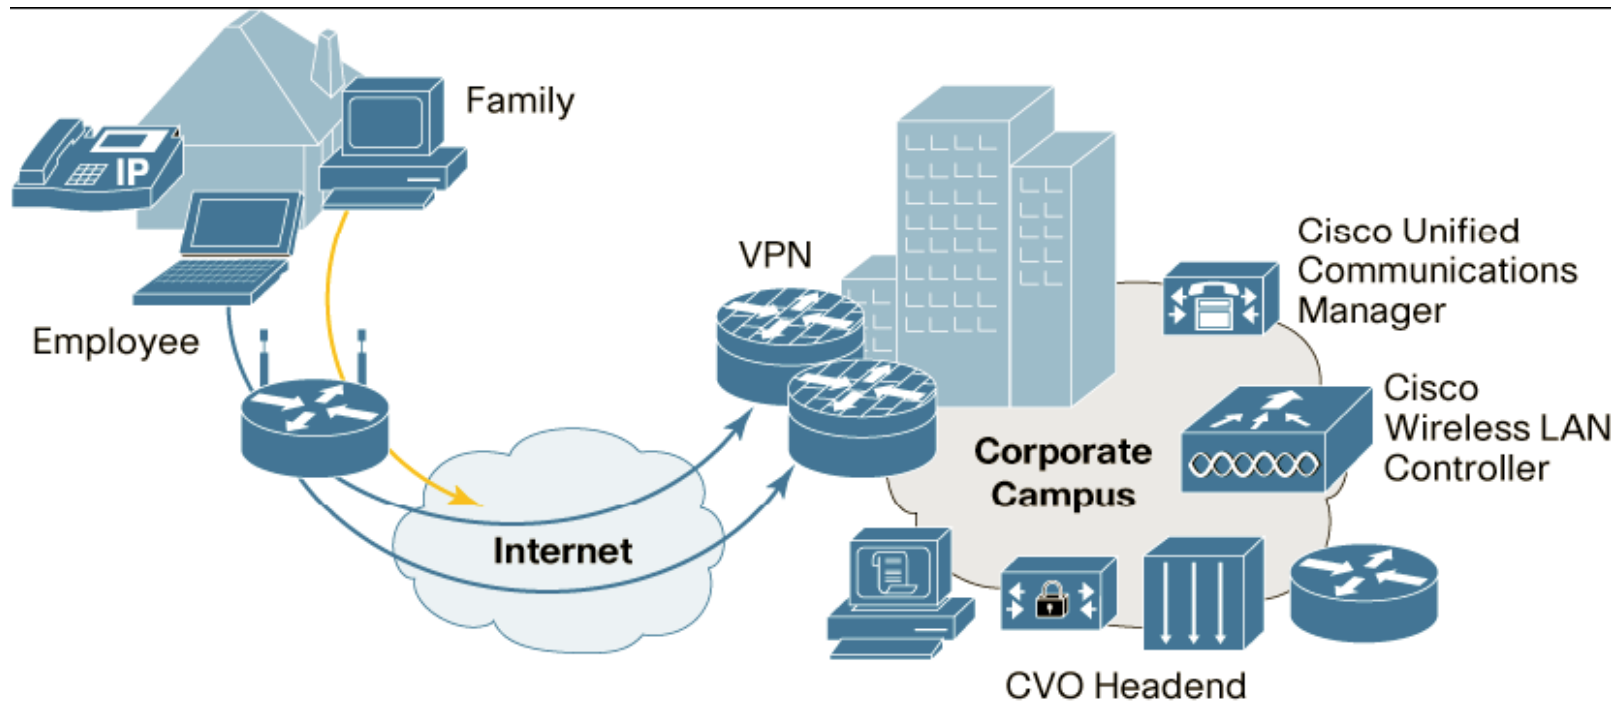 Family
IP
Employee
VPN
Cisco Unified
Communications
Manager
Cisco
Wireless LAN
Controller
Corporate
Campus
Internet
CVO Headend